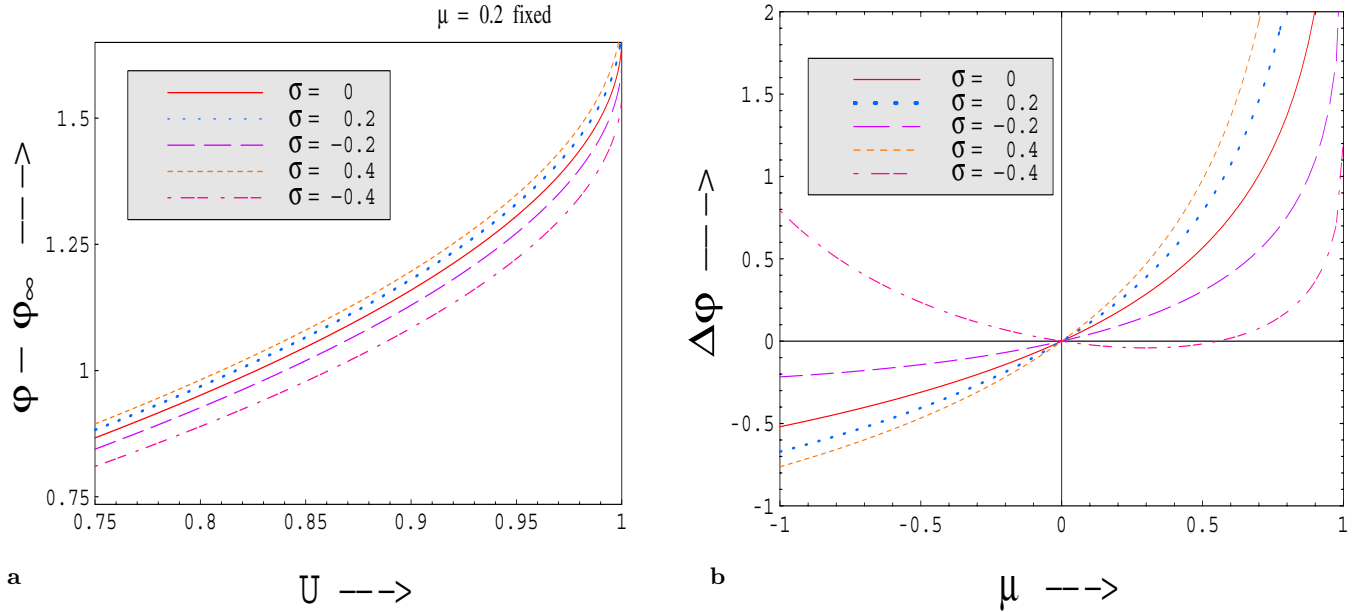 μ = 0.2 fixed
φ − φ∞ −−−>
1.5
1.25
1
0.75
σ = 0
σ = 0.2
σ = −0.2
σ = 0.4
σ = −0.4
0.75 0.8 0.85 0.9 0.95 1
a
U −−−>
Δφ −−−>
2
1.5
1
0.5
0
-0.5
-1
σ = 0
σ = 0.2
σ = −0.2
σ = 0.4
σ = −0.4
-1 -0.5 0 0.5 1
b
μ −−−>